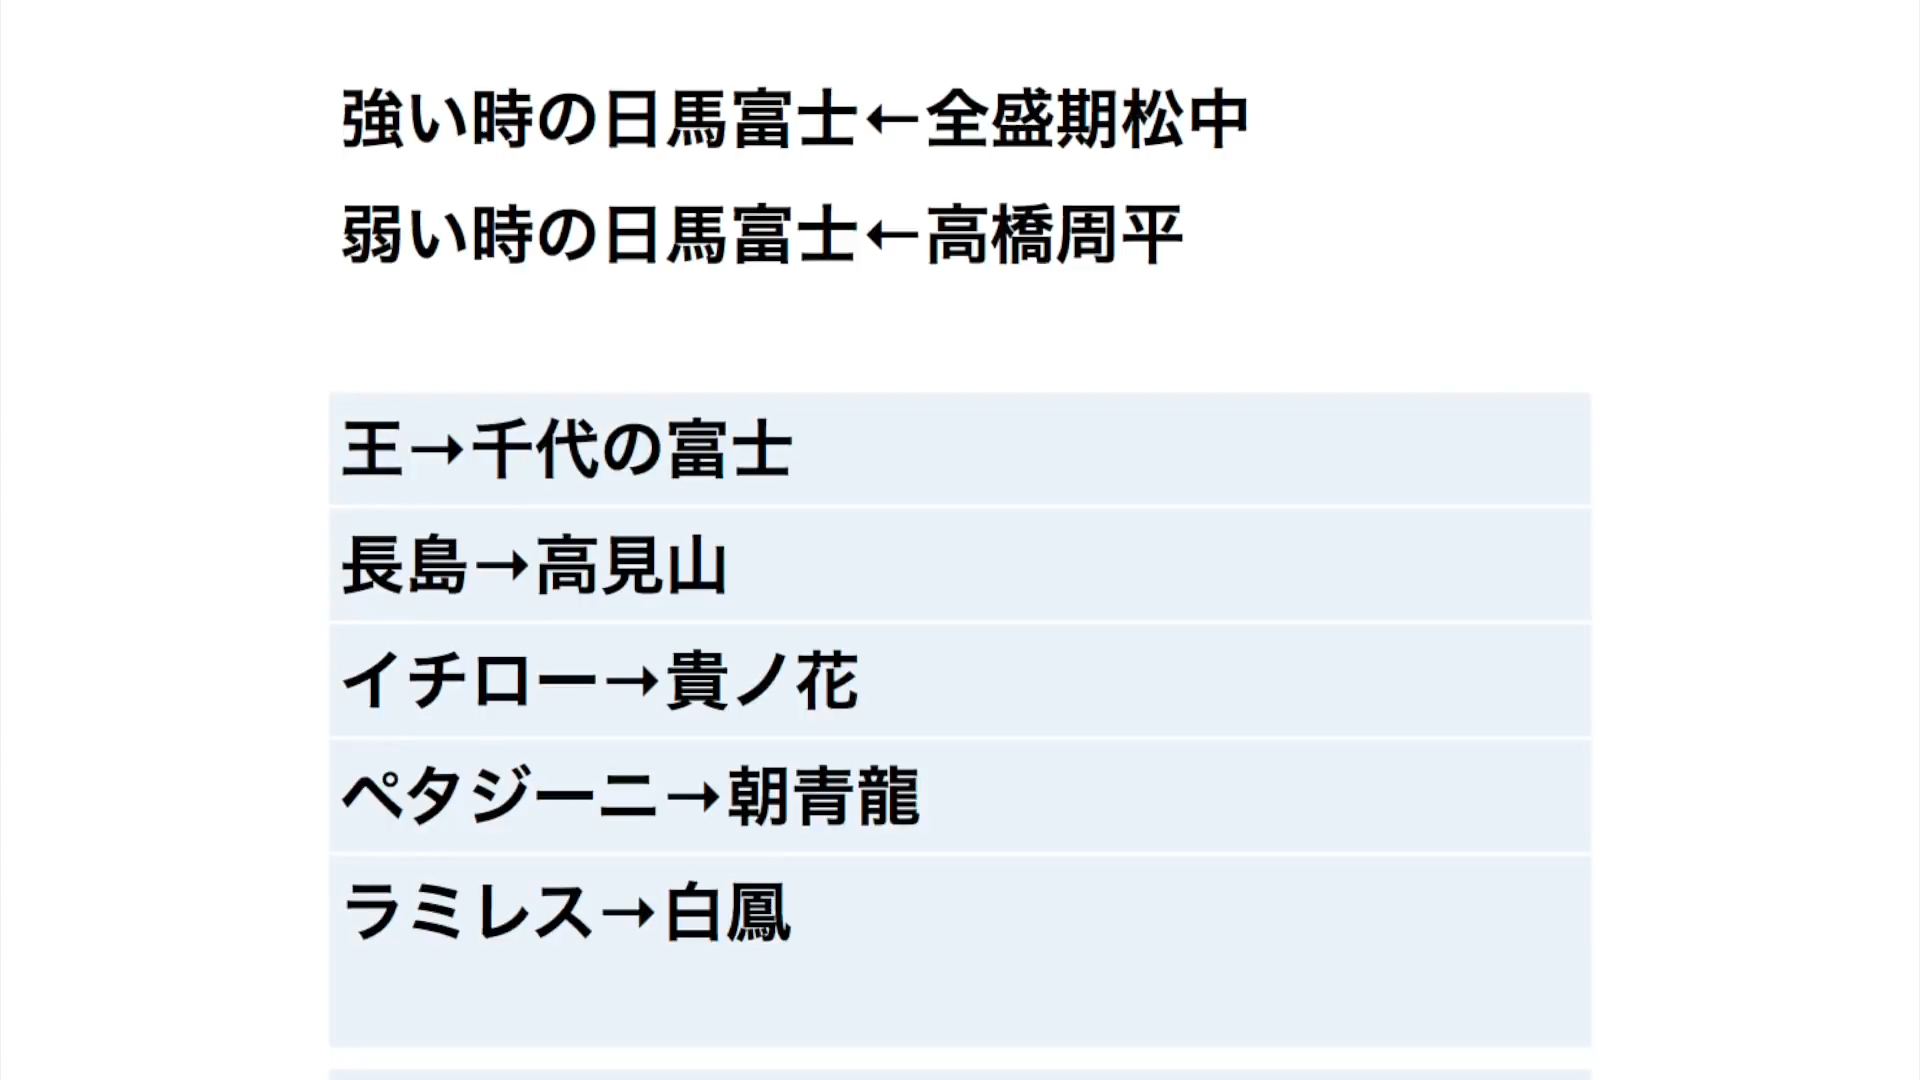 強い時の日馬富士←全盛期松中
弱い時の日馬富士←高橋周平
王→千代の富士
長島→高見山
イチロー→貴ノ花
ペタジーニ→朝青龍
ラミレス→白鳳